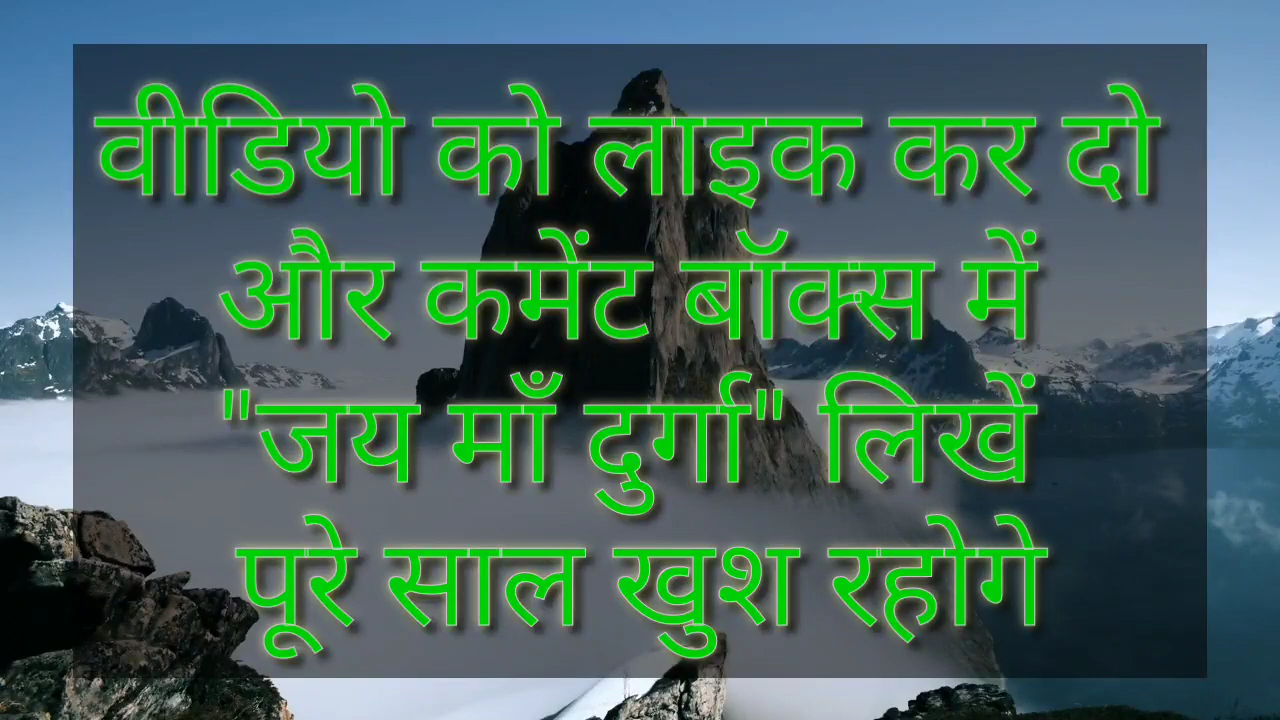 वीडियो को लाइक कर दो
और कमेंट बॉक्स में
"जय माँ दुर्गा" लिखें
पूरे साल खुश रहोगे